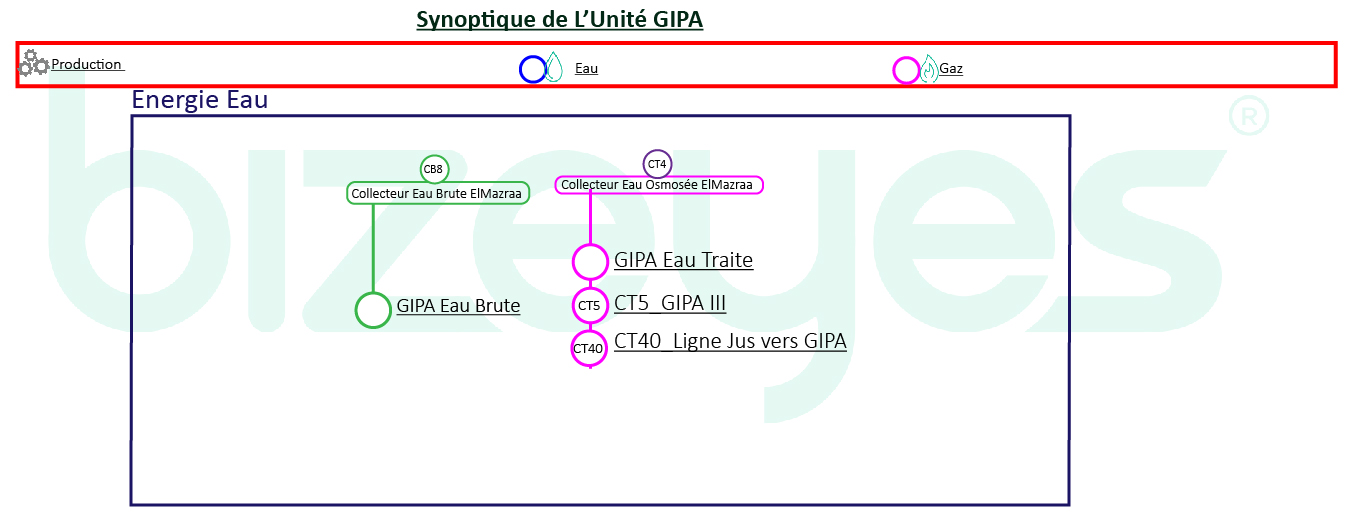 Synoptique de L'Unité GIPA
Production
Eau
Gaz
Energie Eau
bizeyes
®
CB8
Collecteur Eau Brute ElMazraa
CT4
Collecteur Eau Osmosée ElMazraa
GIPA Eau Traite
GIPA Eau Brute
CT5
CT5_GIPA III
CT40
CT40_Ligne Jus vers GIPA